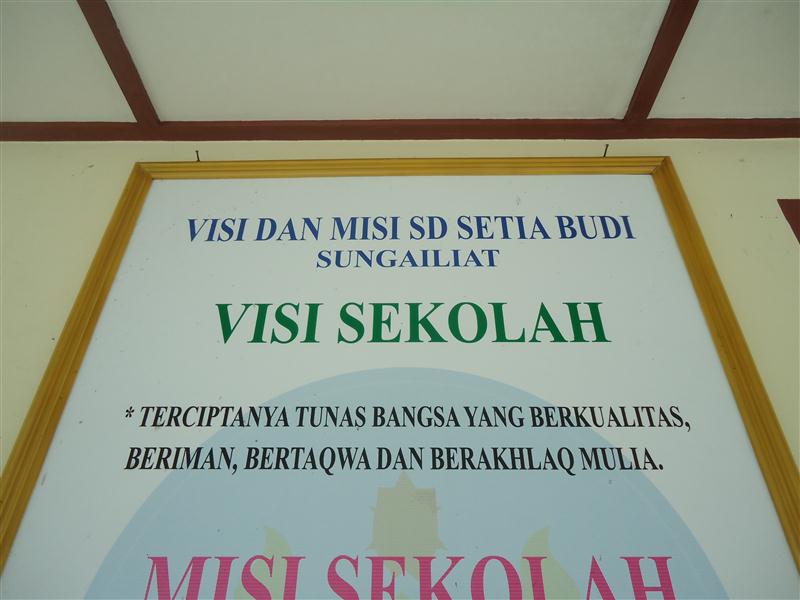 VISI DAN MISI SD SETIA BUDI
SUNGAILIAT
VISI SEKOLAH
* TERCIPTANYA TUNAS BANGSA YANG BERKUALITAS,
BERIMAN, BERTAQWA DAN BERAKHLAQ MULIA.
MISI SEKOLAH